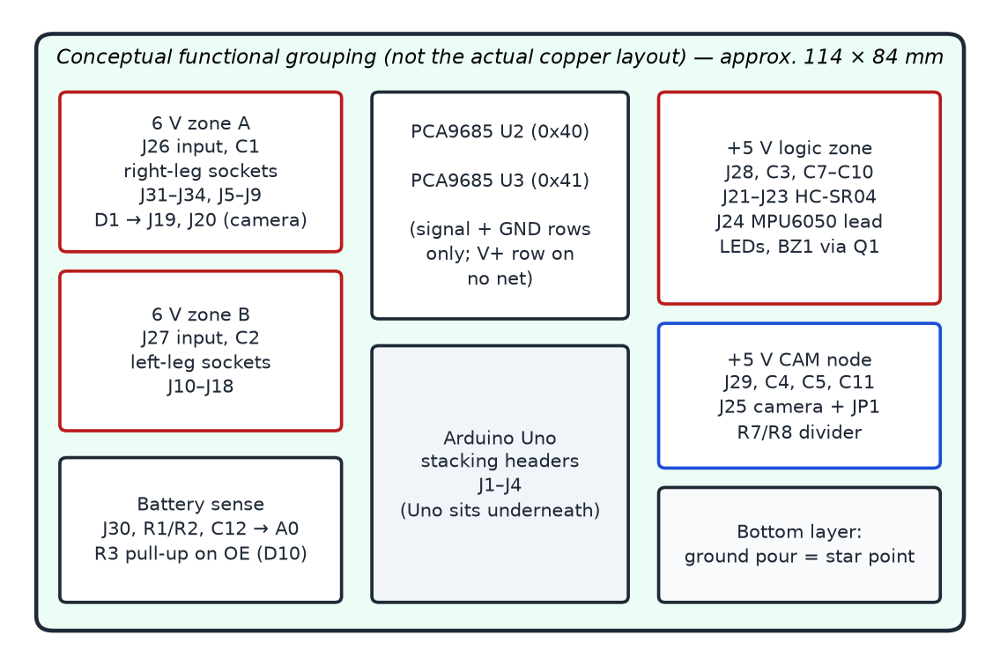 Conceptual functional grouping (not the actual copper layout) — approx. 114 × 84 mm
6 V zone A
J26 input, C1
right-leg sockets
J31–J34, J5–J9
D1 → J19, J20 (camera)
6 V zone B
J27 input, C2
left-leg sockets
J10–J18
Battery sense
J30, R1/R2, C12 → A0
R3 pull-up on OE (D10)
PCA9685 U2 (0x40)
PCA9685 U3 (0x41)
(signal + GND rows
only; V+ row on
no net)
Arduino Uno
stacking headers
J1–J4
(Uno sits underneath)
+5 V logic zone
J28, C3, C7–C10
J21–J23 HC-SR04
J24 MPU6050 lead
LEDs, BZ1 via Q1
+5 V CAM node
J29, C4, C5, C11
J25 camera + JP1
R7/R8 divider
Bottom layer:
ground pour = star point